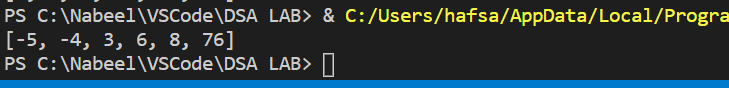 PS C:\Nabeel\VSCode\DSA LAB> & C:/Users/hafsa/AppData/Local/Progra
[-5, -4, 3, 6, 8, 76]
PS C:\Nabeel\VSCode\DSA LAB>